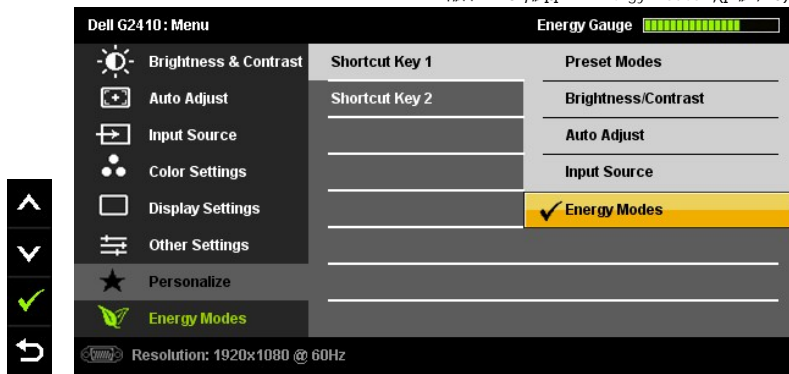 Dell G2410: Menu
Energy Gauge
Brightness & Contrast
Auto Adjust
Input Source
Color Settings
Display Settings
Other Settings
Personalize
Energy Modes
Shortcut Key 1
Shortcut Key 2
Preset Modes
Brightness/Contrast
Auto Adjust
Input Source
Energy Modes
Resolution: 1920x1080 @ 60Hz